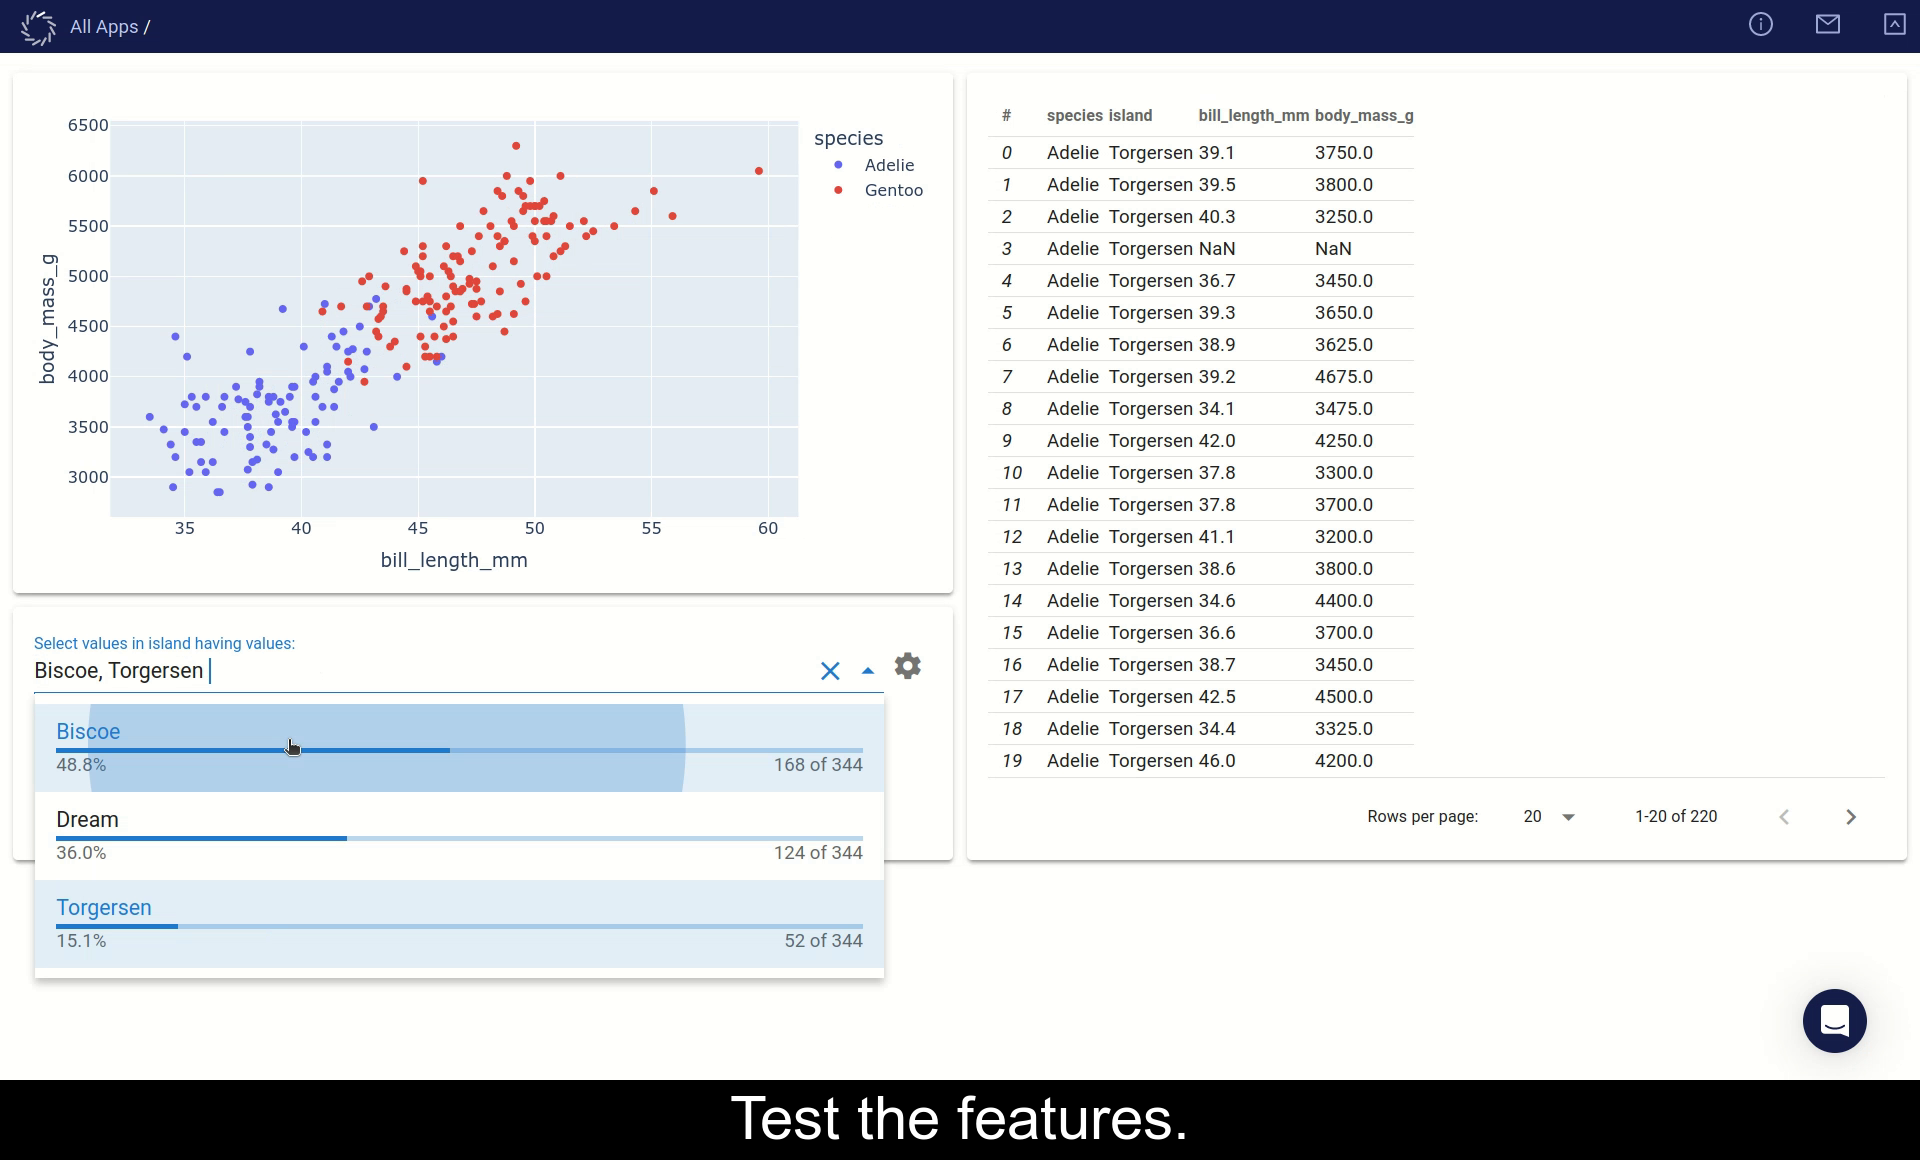 All Apps /
6500
6000
5500
5000
4500
4000
3500
3000
body_mass_g
35 40 45 50 55 60
bill_length_mm
species
Adelie
Gentoo
Select values in island having values:
Biscoe, Torgersen
Biscoe
48.8% 168 of 344
Dream
36.0% 124 of 344
Torgersen
15.1% 52 of 344
# species island bill_length_mm body_mass_g
0 Adelie Torgersen 39.1 3750.0
1 Adelie Torgersen 39.5 3800.0
2 Adelie Torgersen 40.3 3250.0
3 Adelie Torgersen NaN NaN
4 Adelie Torgersen 36.7 3450.0
5 Adelie Torgersen 39.3 3650.0
6 Adelie Torgersen 38.9 3625.0
7 Adelie Torgersen 39.2 4675.0
8 Adelie Torgersen 34.1 3475.0
9 Adelie Torgersen 42.0 4250.0
10 Adelie Torgersen 37.8 3300.0
11 Adelie Torgersen 37.8 3700.0
12 Adelie Torgersen 41.1 3200.0
13 Adelie Torgersen 38.6 3800.0
14 Adelie Torgersen 34.6 4400.0
15 Adelie Torgersen 36.6 3700.0
16 Adelie Torgersen 38.7 3450.0
17 Adelie Torgersen 42.5 4500.0
18 Adelie Torgersen 34.4 3325.0
19 Adelie Torgersen 46.0 4200.0
Rows per page: 20 1-20 of 220
Test the features.